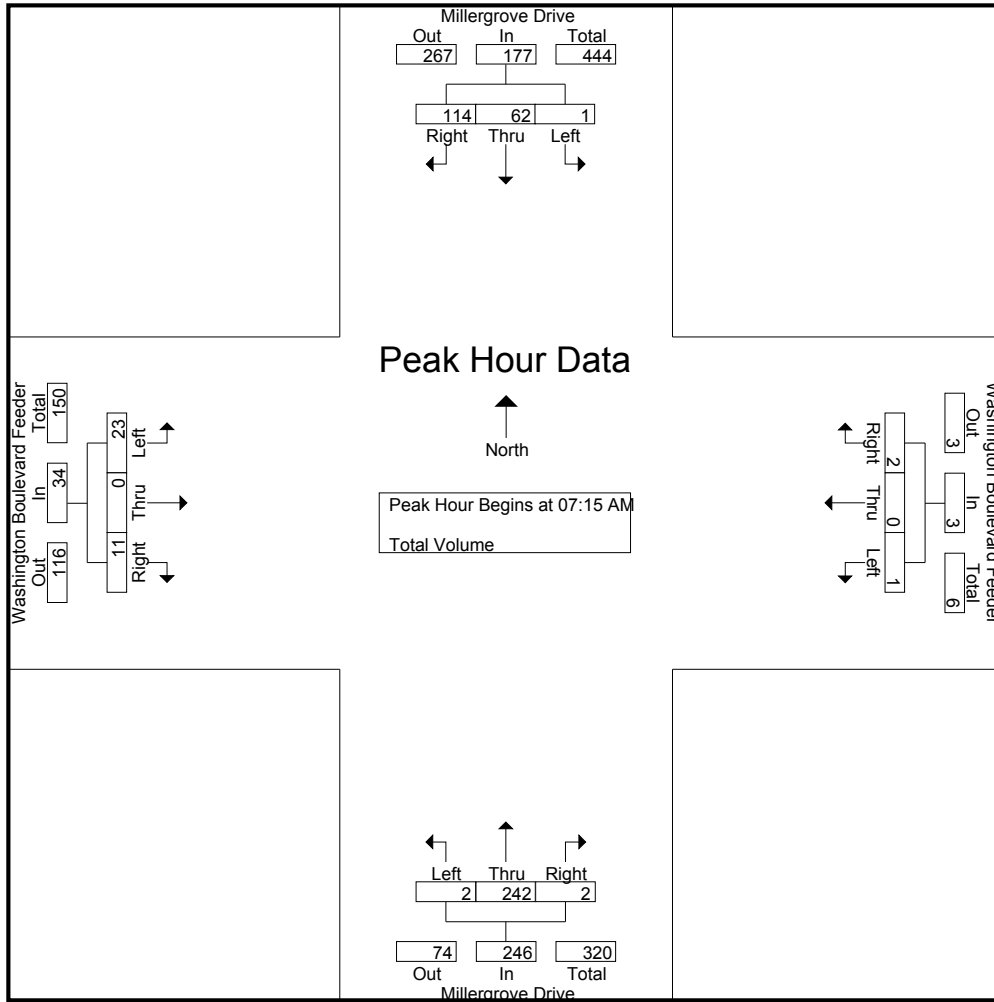 Millergrove Drive
Out In Total
267 177 444
114 62 1
Right Thru Left
Peak Hour Data
North
Peak Hour Begins at 07:15 AM
Total Volume
Washington Boulevard Feeder
Total In Out
150 34 116
23 0 11
Left Thru Right
Washington Boulevard Feeder
Out In Total
3 3 6
2 0 1
Right Thru Left
Left Thru Right
2 242 2
74 246 320
Out In Total
Millergrove Drive